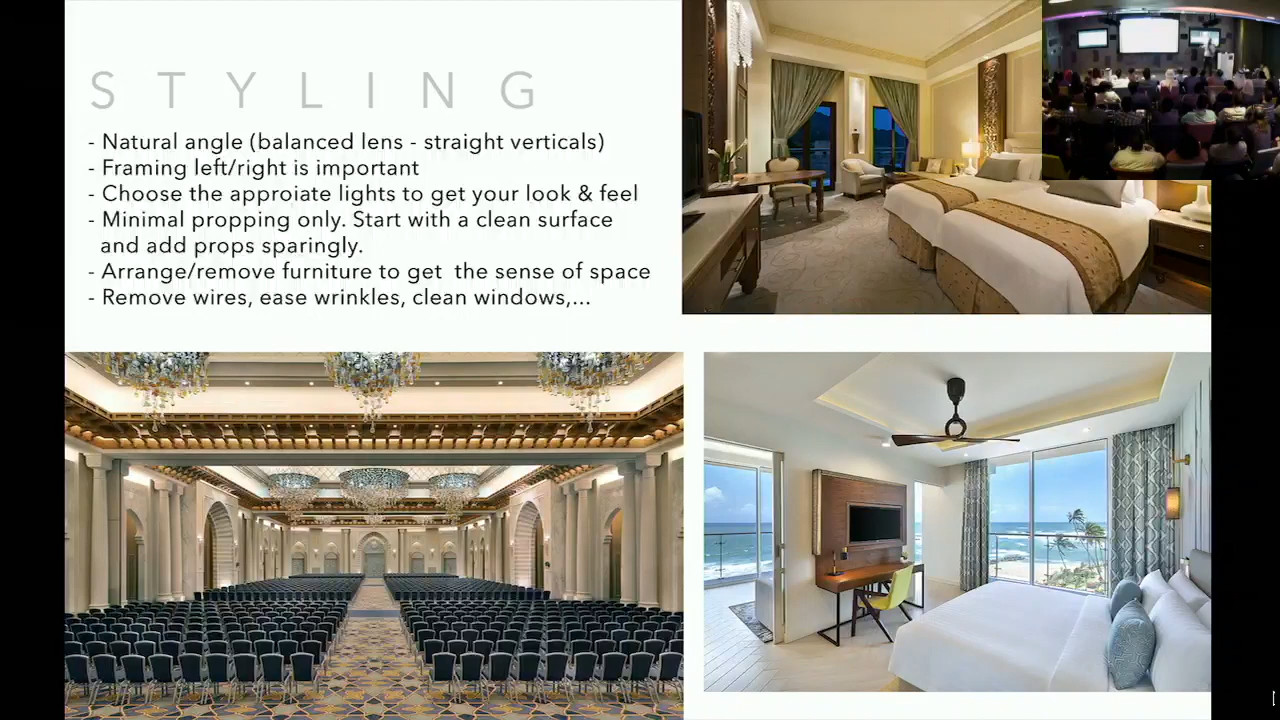 STYLING
- Natural angle (balanced lens - straight verticals)
- Framing left/right is important
- Choose the approiate lights to get your look & feel
- Minimal propping only. Start with a clean surface
and add props sparingly.
- Arrange/remove furniture to get  the sense of space
- Remove wires, ease wrinkles, clean windows,...